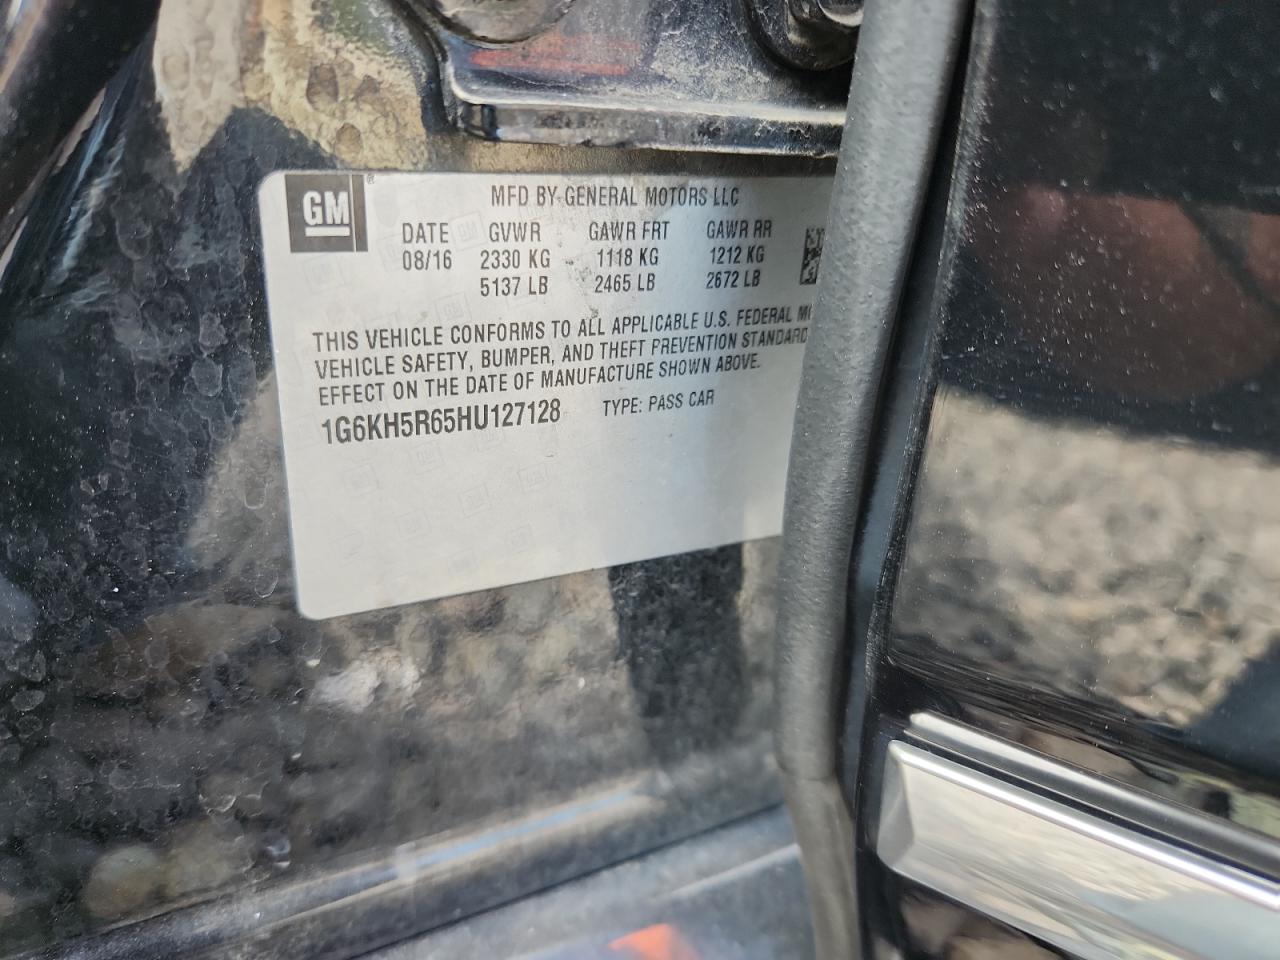 GM
MFD BY GENERAL MOTORS LLC
DATE GVWR GAWR FRT GAWR RR
08/16 2330 KG 1118 KG 1212 KG
5137 LB 2465 LB 2672 LB
THIS VEHICLE CONFORMS TO ALL APPLICABLE U.S. FEDERAL
VEHICLE SAFETY, BUMPER, AND THEFT PREVENTION STANDARD
EFFECT ON THE DATE OF MANUFACTURE SHOWN ABOVE.
1G6KH5R65HU127128 TYPE: PASS CAR